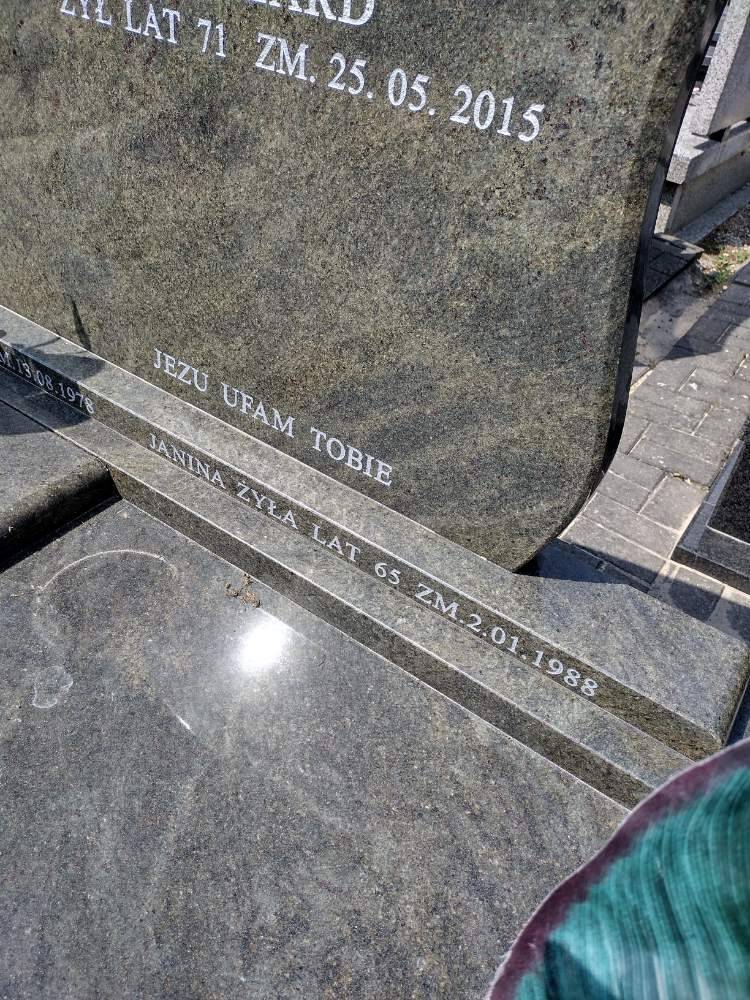 ŻYŁ LAT 71 ZM. 25. 05. 2015
JEZU UFAM TOBIE
13.08.1978
JANINA ŻYŁA LAT 65 ZM.2.01.1988